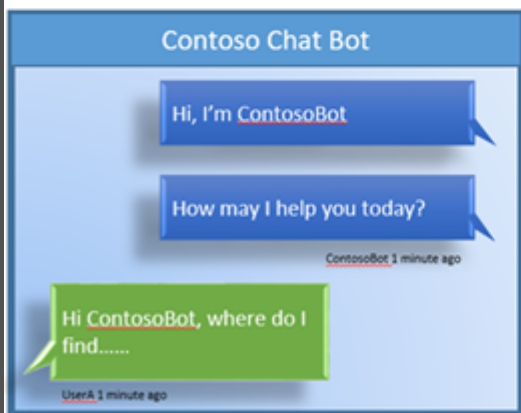 Contoso Chat Bot
Hi, I'm ContosoBot
How may I help you today?
ContosoBot 1 minute ago
Hi ContosoBot, where do I
find......
UserA 1 minute ago